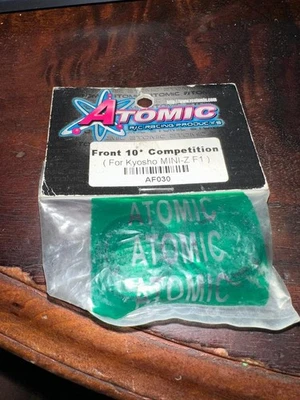 ATOMIC
R/C RACING PRODUCTS
Front 10° Competition
( For Kyosho MINI-Z F1 )
AF030
ATOMIC
ATOMIC
ATOMIC